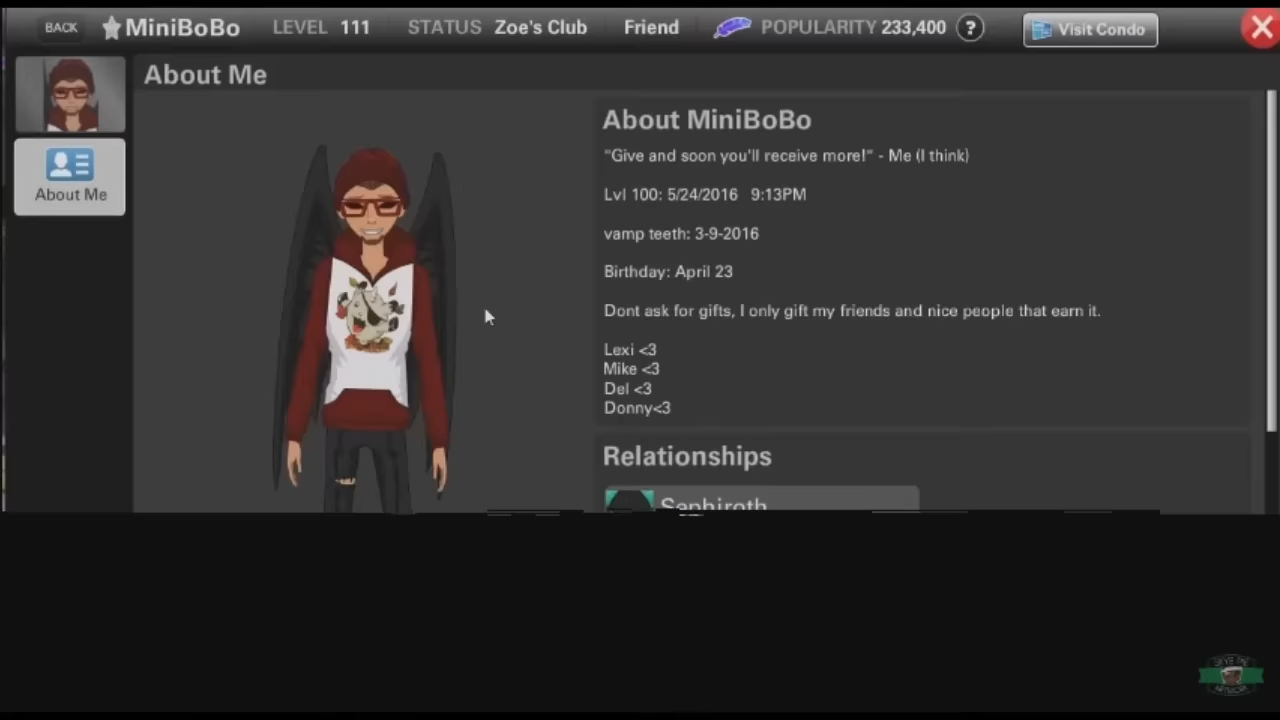 BACK MiniBoBo LEVEL 111 STATUS Zoe's Club Friend POPULARITY 233,400 ? Visit Condo
About Me
About Me
About MiniBoBo
"Give and soon you'll receive more!" - Me (I think)
Lvl 100: 5/24/2016 9:13PM
vamp teeth: 3-9-2016
Birthday: April 23
Dont ask for gifts, I only gift my friends and nice people that earn it.
Lexi <3
Mike <3
Del <3
Donny<3
Relationships
Saphiroth